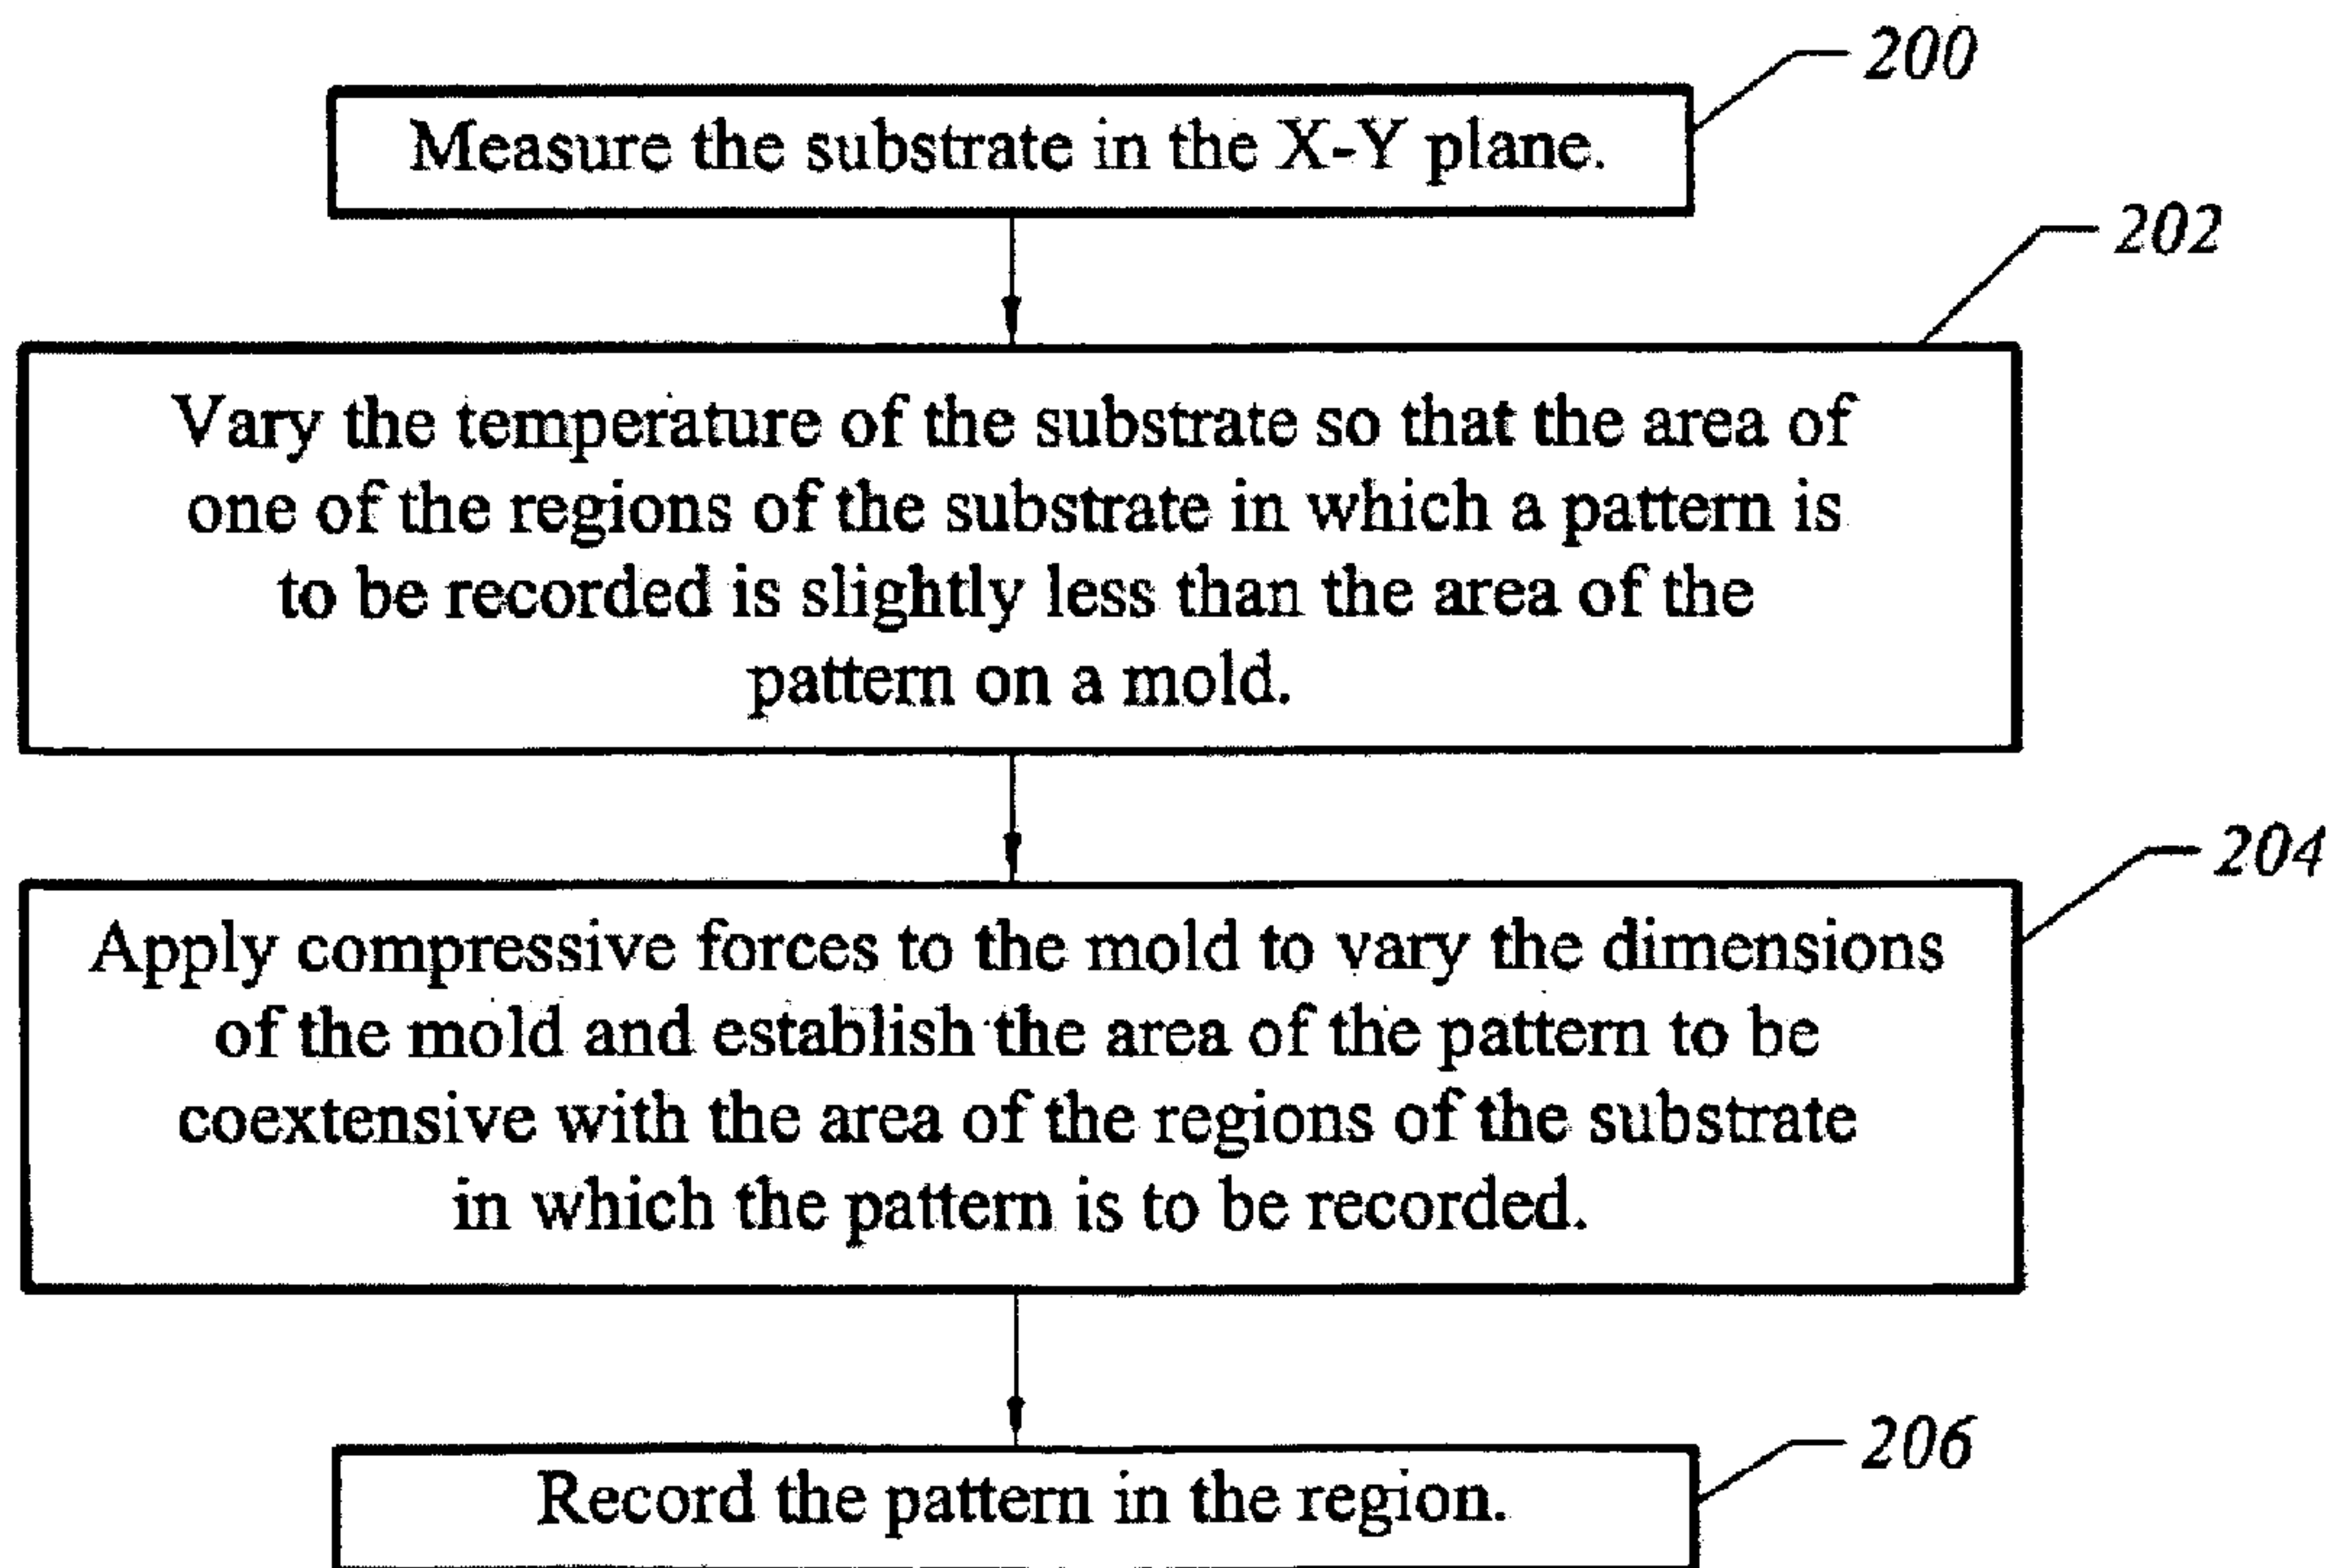 200
Measure the substrate in the X-Y plane.
202
Vary the temperature of the substrate so that the area of
one of the regions of the substrate in which a pattern is
to be recorded is slightly less than the area of the
pattern on a mold.
204
Apply compressive forces to the mold to vary the dimensions
of the mold and establish the area of the pattern to be
coextensive with the area of the regions of the substrate
in which the pattern is to be recorded.
206
Record the pattern in the region.